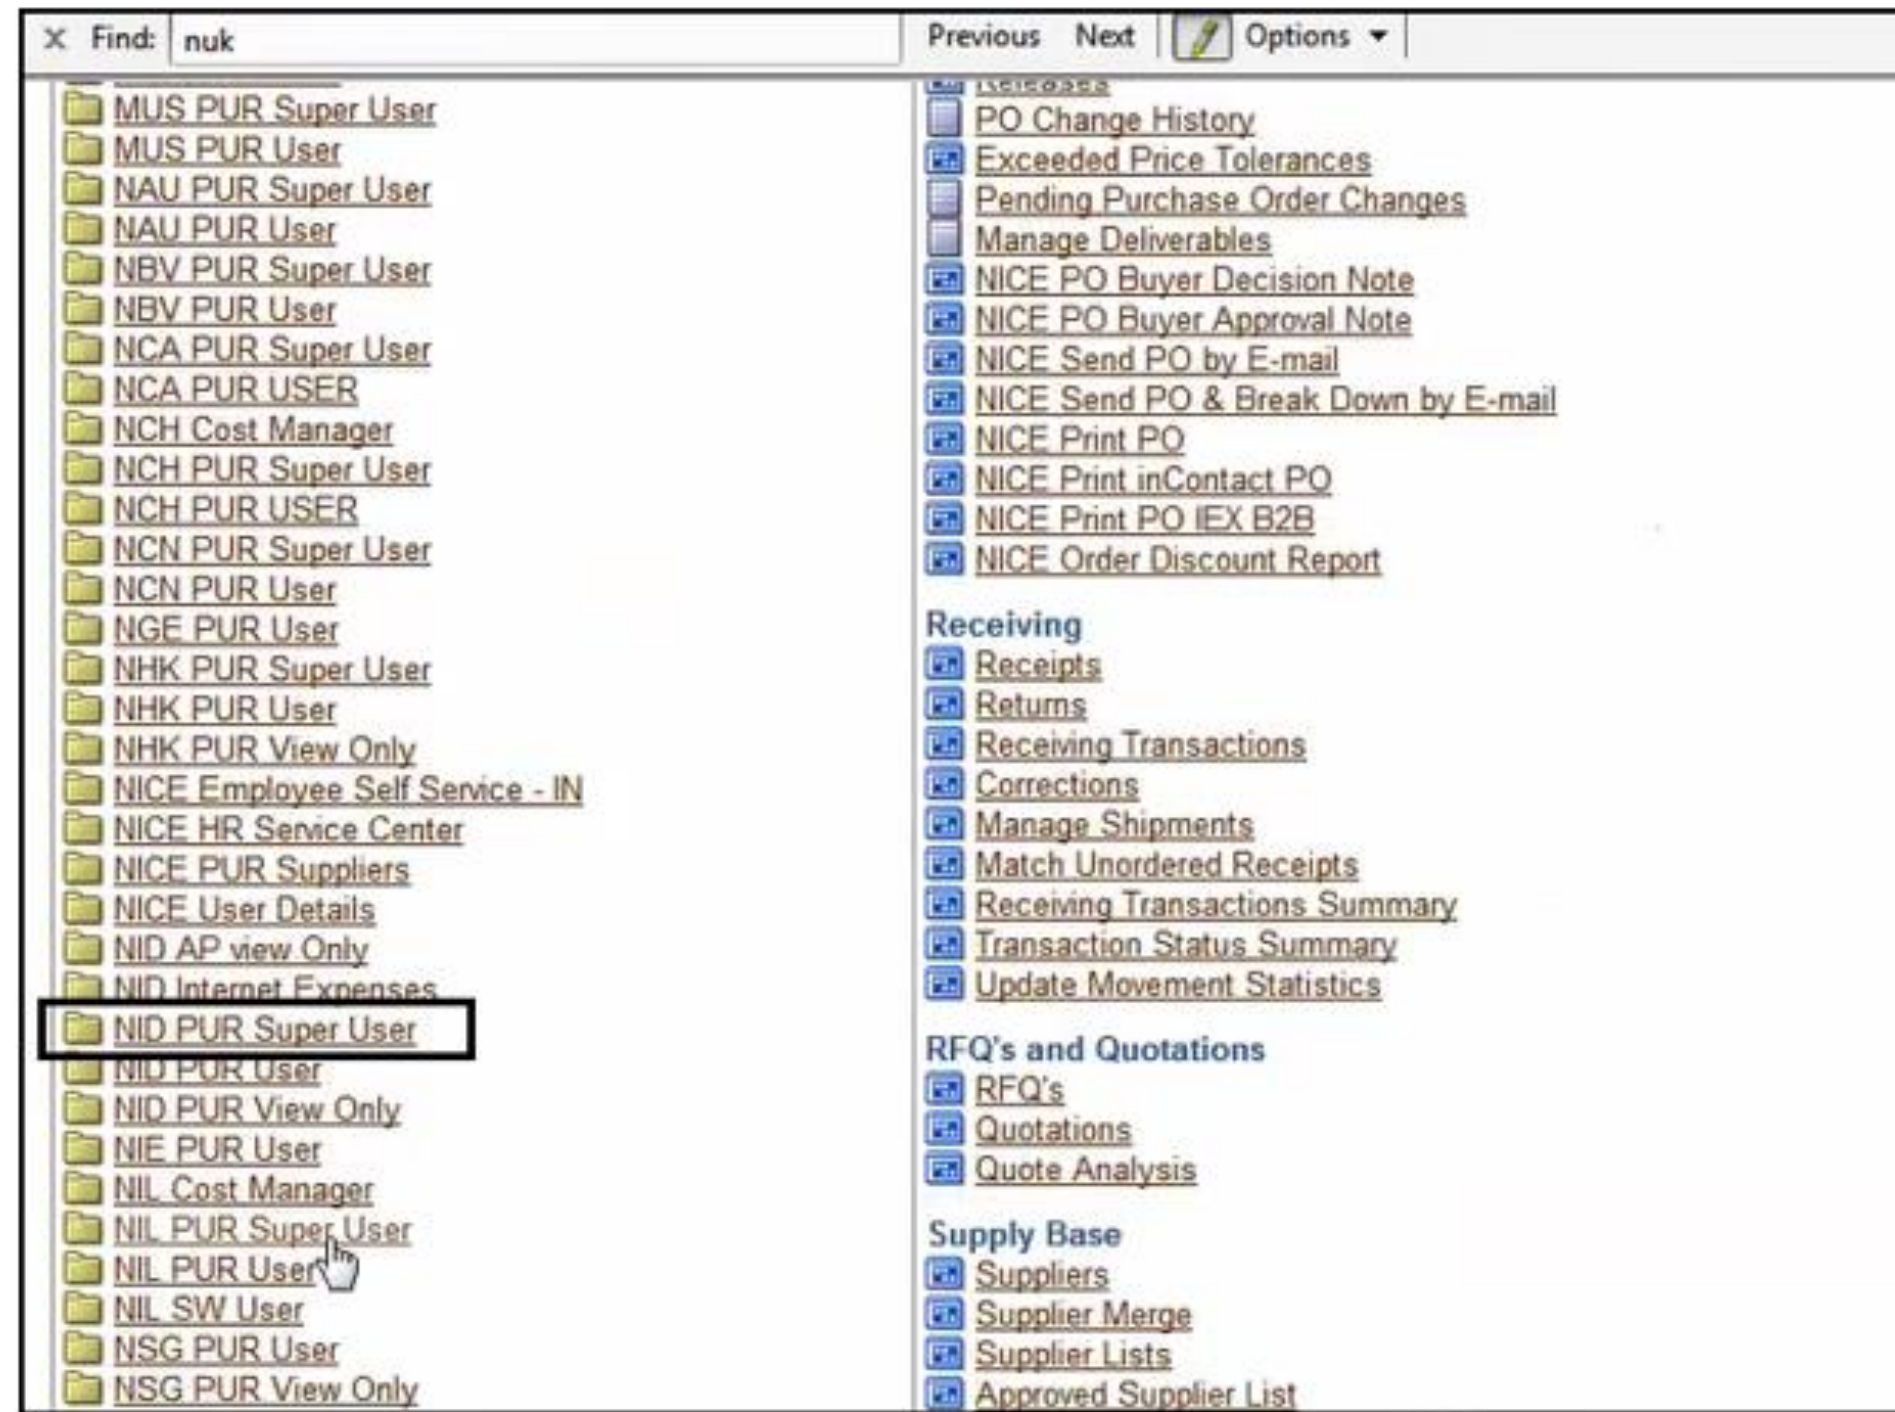 x Find: nuk Previous Next Options
MUS PUR Super User
MUS PUR User
NAU PUR Super User
NAU PUR User
NBV PUR Super User
NBV PUR User
NCA PUR Super User
NCA PUR USER
NCH Cost Manager
NCH PUR Super User
NCH PUR USER
NCN PUR Super User
NCN PUR User
NGE PUR User
NHK PUR Super User
NHK PUR User
NHK PUR View Only
NICE Employee Self Service - IN
NICE HR Service Center
NICE PUR Suppliers
NICE User Details
NID AP view Only
NID Internet Expenses
NID PUR Super User
NID PUR User
NID PUR View Only
NIE PUR User
NIL Cost Manager
NIL PUR Super User
NIL PUR User
NIL SW User
NSG PUR User
NSG PUR View Only
Releases
PO Change History
Exceeded Price Tolerances
Pending Purchase Order Changes
Manage Deliverables
NICE PO Buyer Decision Note
NICE PO Buyer Approval Note
NICE Send PO by E-mail
NICE Send PO & Break Down by E-mail
NICE Print PO
NICE Print inContact PO
NICE Print PO IEX B2B
NICE Order Discount Report
Receiving
Receipts
Returns
Receiving Transactions
Corrections
Manage Shipments
Match Unordered Receipts
Receiving Transactions Summary
Transaction Status Summary
Update Movement Statistics
RFQ's and Quotations
RFQ's
Quotations
Quote Analysis
Supply Base
Suppliers
Supplier Merge
Supplier Lists
Approved Supplier List